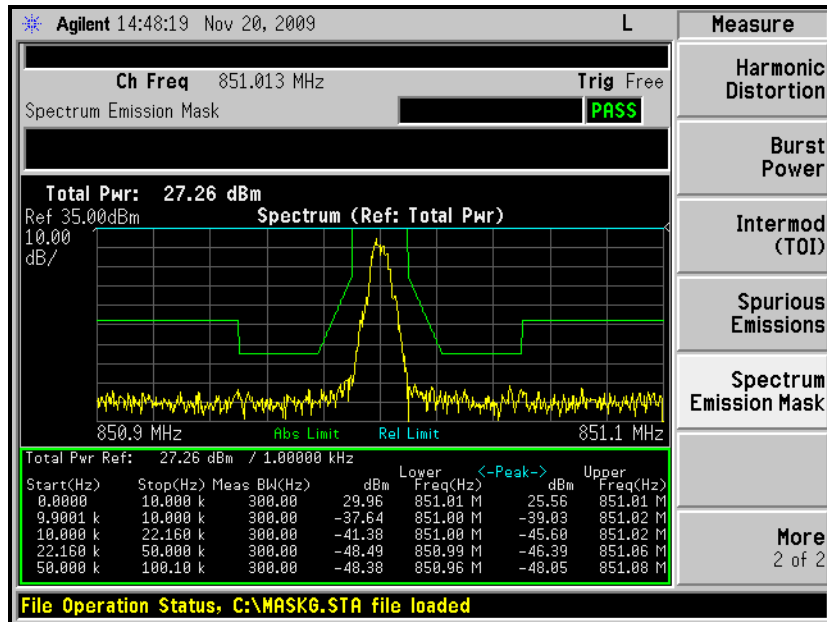 Agilent 14:48:19 Nov 20, 2009 L Measure
Ch Freq 851.013 MHz Trig Free
Spectrum Emission Mask PASS
Total Pwr: 27.26 dBm
Ref 35.00dBm Spectrum (Ref: Total Pwr)
10.00
dB/
850.9 MHz Abs Limit Rel Limit 851.1 MHz
Total Pwr Ref: 27.26 dBm / 1.00000 kHz
Lower <-Peak-> Upper
Start(Hz) Stop(Hz) Meas BW(Hz) dBm Freq(Hz) dBm Freq(Hz)
0.0000 10.000 k 300.00 29.96 851.01 M 25.56 851.01 M
9.9001 k 10.000 k 300.00 -37.64 851.00 M -39.03 851.02 M
10.000 k 22.160 k 300.00 -41.38 851.00 M -45.60 851.02 M
22.160 k 50.000 k 300.00 -48.49 850.99 M -46.39 851.06 M
50.000 k 100.10 k 300.00 -48.38 850.96 M -48.05 851.08 M
File Operation Status, C:\MASKG.STA file loaded
Harmonic
Distortion
Burst
Power
Intermod
(TOI)
Spurious
Emissions
Spectrum
Emission Mask
More
2 of 2